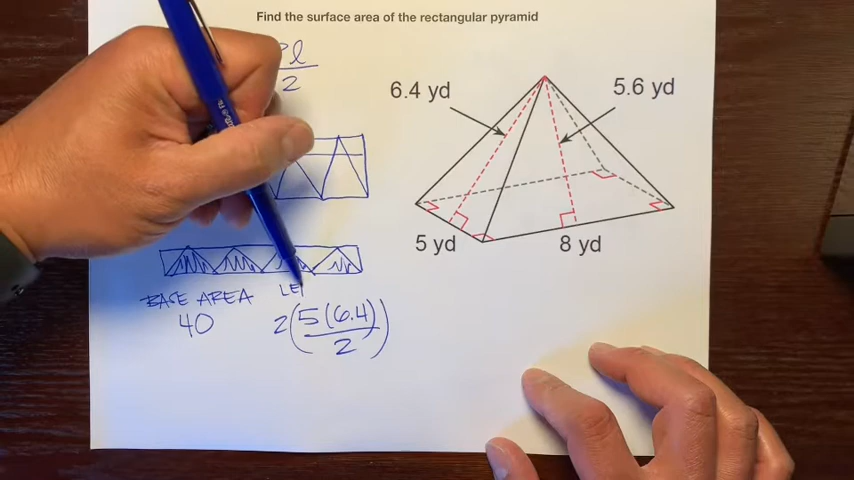 Find the surface area of the rectangular pyramid
2
6.4 yd
5.6 yd
5 yd
8 yd
BASE AREA
40
2(5(6.4)
2)